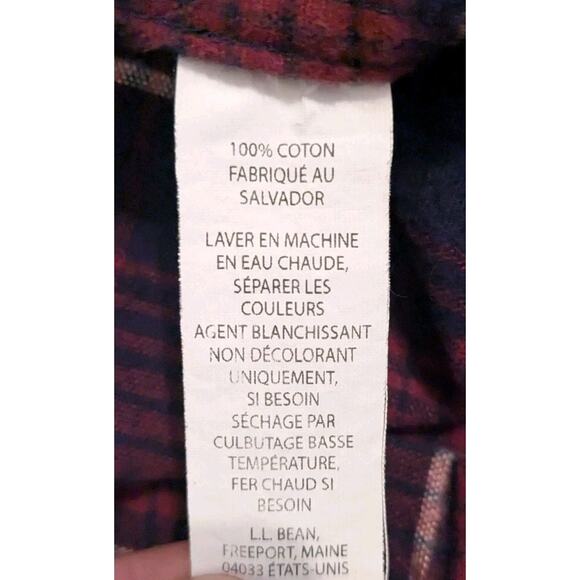 100% COTON
FABRIQUÉ AU
SALVADOR
LAVER EN MACHINE
EN EAU CHAUDE,
SÉPARER LES
COULEURS
AGENT BLANCHISSANT
NON DÉCOLORANT
UNIQUEMENT,
SI BESOIN
SÉCHAGE PAR
CULBUTAGE BASSE
TEMPÉRATURE,
FER CHAUD SI
BESOIN
L.L. BEAN,
FREEPORT, MAINE
04033 ÉTATS-UNIS